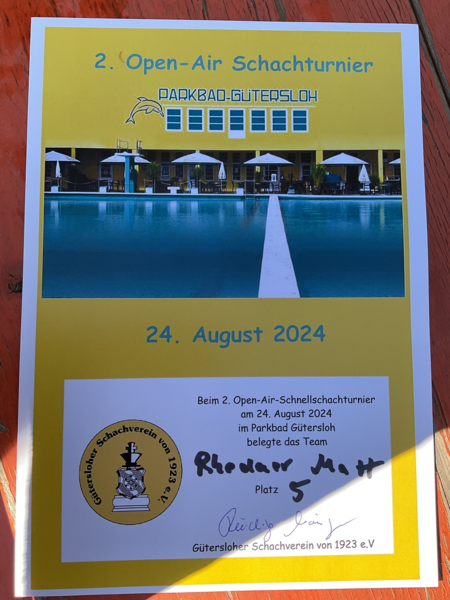 2. Open-Air Schachturnier
PARKBAD-GÜTERSLOH
24. August 2024
Beim 2. Open-Air-Schnellschachturnier
am 24. August 2024
im Parkbad Gütersloh
belegte das Team
Rhedaer Matt
Platz 5
Gütersloher Schachverein von 1923 e.V
Gütersloher Schachverein von 1923 e.V.